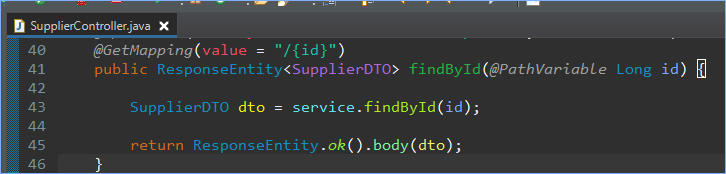 SupplierController.java
40 @GetMapping(value = "/{id}")
41 public ResponseEntity<SupplierDTO> findById(@PathVariable Long id) {
42
43 SupplierDTO dto = service.findById(id);
44
45 return ResponseEntity.ok().body(dto);
46 }